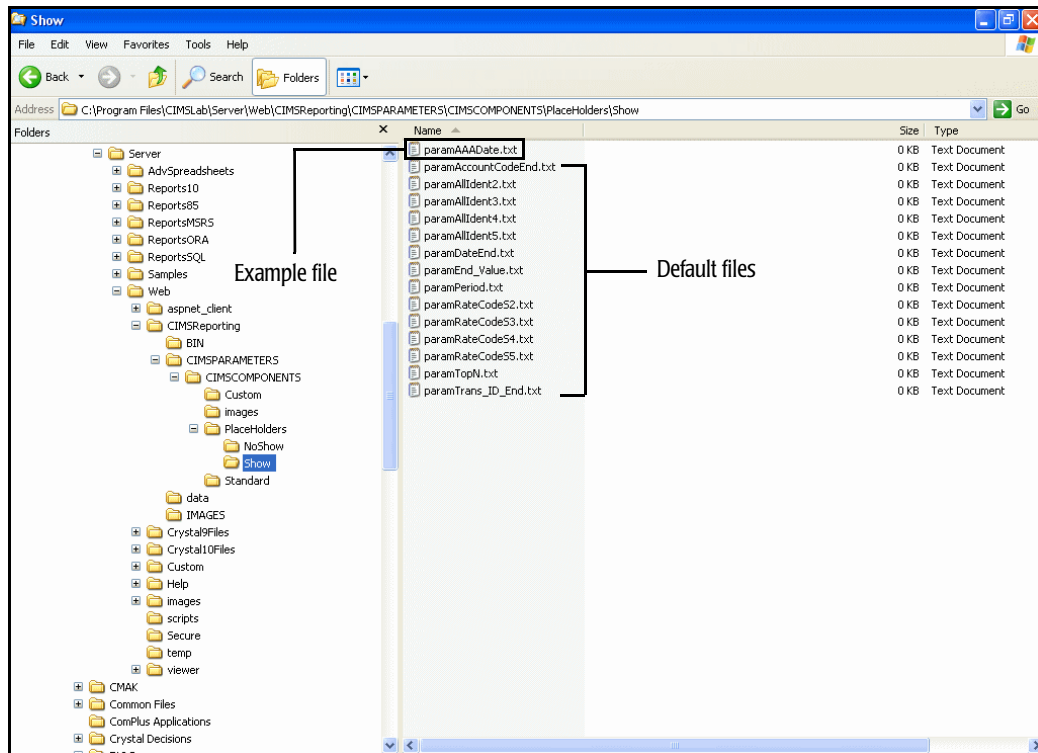 Show
File Edit View Favorites Tools Help
Back Search Folders
Address C:\Program Files\CIMSLab\Server\Web\CIMSReporting\CIMSPARAMETERS\CIMSCOMPONENTS\PlaceHolders\Show Go
Folders
Server
AdvSpreadsheets
Reports10
Reports85
ReportsMSRS
ReportsORA
ReportsSQL
Samples
Web
aspnet_client
CIMSReporting
BIN
CIMSPARAMETERS
CIMSCOMPONENTS
Custom
images
PlaceHolders
NoShow
Show
Standard
data
IMAGES
Crystal9Files
Crystal10Files
Custom
Help
images
scripts
Secure
temp
viewer
CMAK
Common Files
ComPlus Applications
Crystal Decisions
Name Size Type
paramAAADate.txt 0 KB Text Document
paramAccountCodeEnd.txt 0 KB Text Document
paramAllIdent2.txt 0 KB Text Document
paramAllIdent3.txt 0 KB Text Document
paramAllIdent4.txt 0 KB Text Document
paramAllIdent5.txt 0 KB Text Document
paramDateEnd.txt 0 KB Text Document
paramEnd_Value.txt 0 KB Text Document
paramPeriod.txt 0 KB Text Document
paramRateCodeS2.txt 0 KB Text Document
paramRateCodeS3.txt 0 KB Text Document
paramRateCodeS4.txt 0 KB Text Document
paramRateCodeS5.txt 0 KB Text Document
paramTopN.txt 0 KB Text Document
paramTrans_ID_End.txt 0 KB Text Document
Example file
Default files